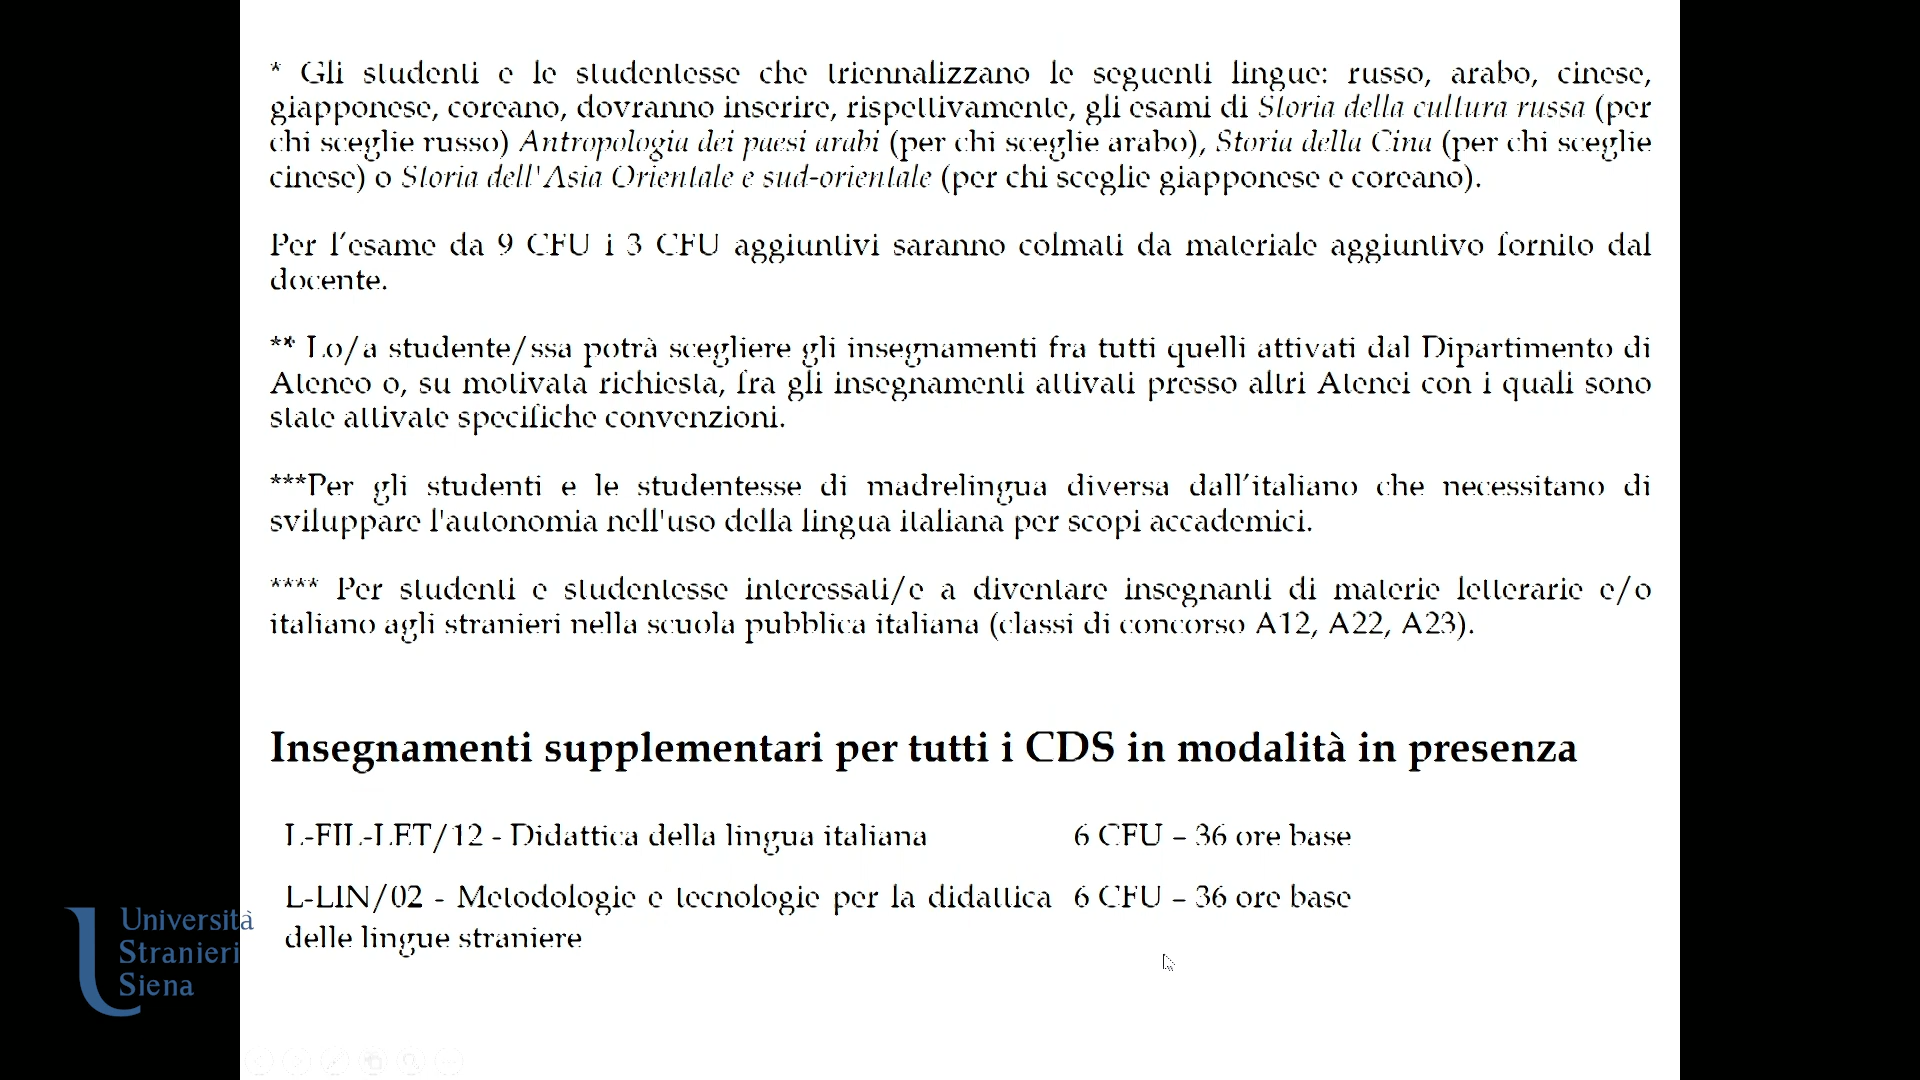 * Gli studenti e le studentesse che triennalizzano le seguenti lingue: russo, arabo, cinese,
giapponese, coreano, dovranno inserire, rispettivamente, gli esami di Storia della cultura russa (per
chi sceglie russo) Antropologia dei paesi arabi (per chi sceglie arabo), Storia della Cina (per chi sceglie
cinese) o Storia dell'Asia Orientale e sud-orientale (per chi sceglie giapponese e coreano).
Per l’esame da 9 CFU i 3 CFU aggiuntivi saranno colmati da materiale aggiuntivo fornito dal
docente.
** Lo/a studente/ssa potrà scegliere gli insegnamenti fra tutti quelli attivati dal Dipartimento di
Ateneo o, su motivata richiesta, fra gli insegnamenti attivati presso altri Atenei con i quali sono
state attivate specifiche convenzioni.
***Per gli studenti e le studentesse di madrelingua diversa dall’italiano che necessitano di
sviluppare l'autonomia nell'uso della lingua italiana per scopi accademici.
**** Per studenti e studentesse interessati/e a diventare insegnanti di materie letterarie e/o
italiano agli stranieri nella scuola pubblica italiana (classi di concorso A12, A22, A23).
Insegnamenti supplementari per tutti i CDS in modalità in presenza
L-FIL-LET/12 - Didattica della lingua italiana 6 CFU – 36 ore base
L-LIN/02 - Metodologie e tecnologie per la didattica 6 CFU – 36 ore base
delle lingue straniere
Università
Stranieri
Siena